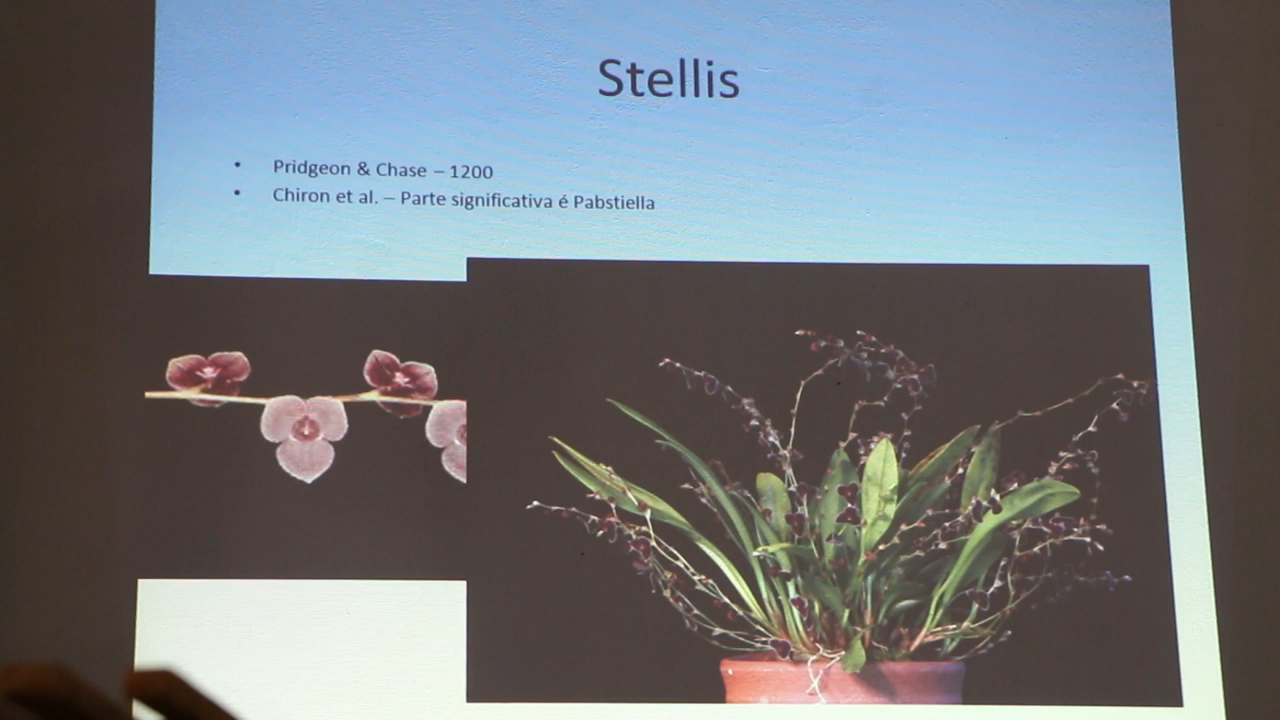 Stellis
• Pridgeon & Chase – 1200
• Chiron et al. – Parte significativa é Pabstiella